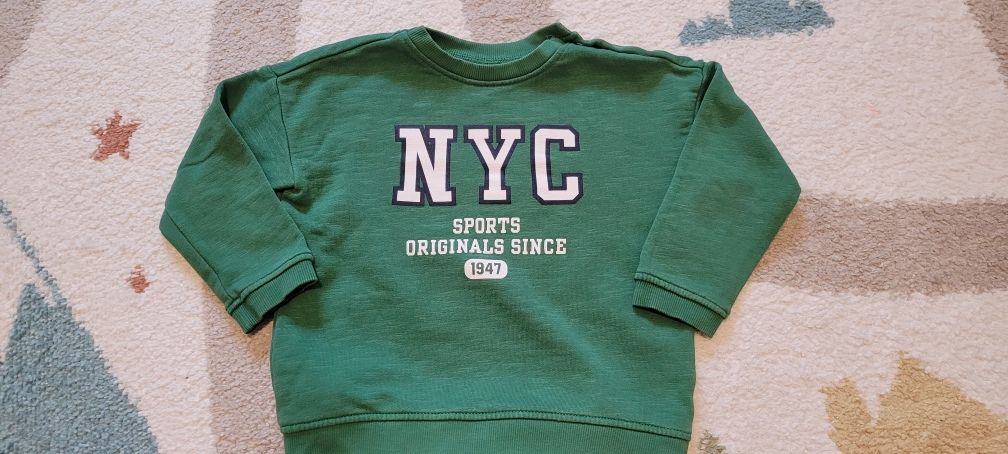 NYC
SPORTS
ORIGINALS SINCE
1947